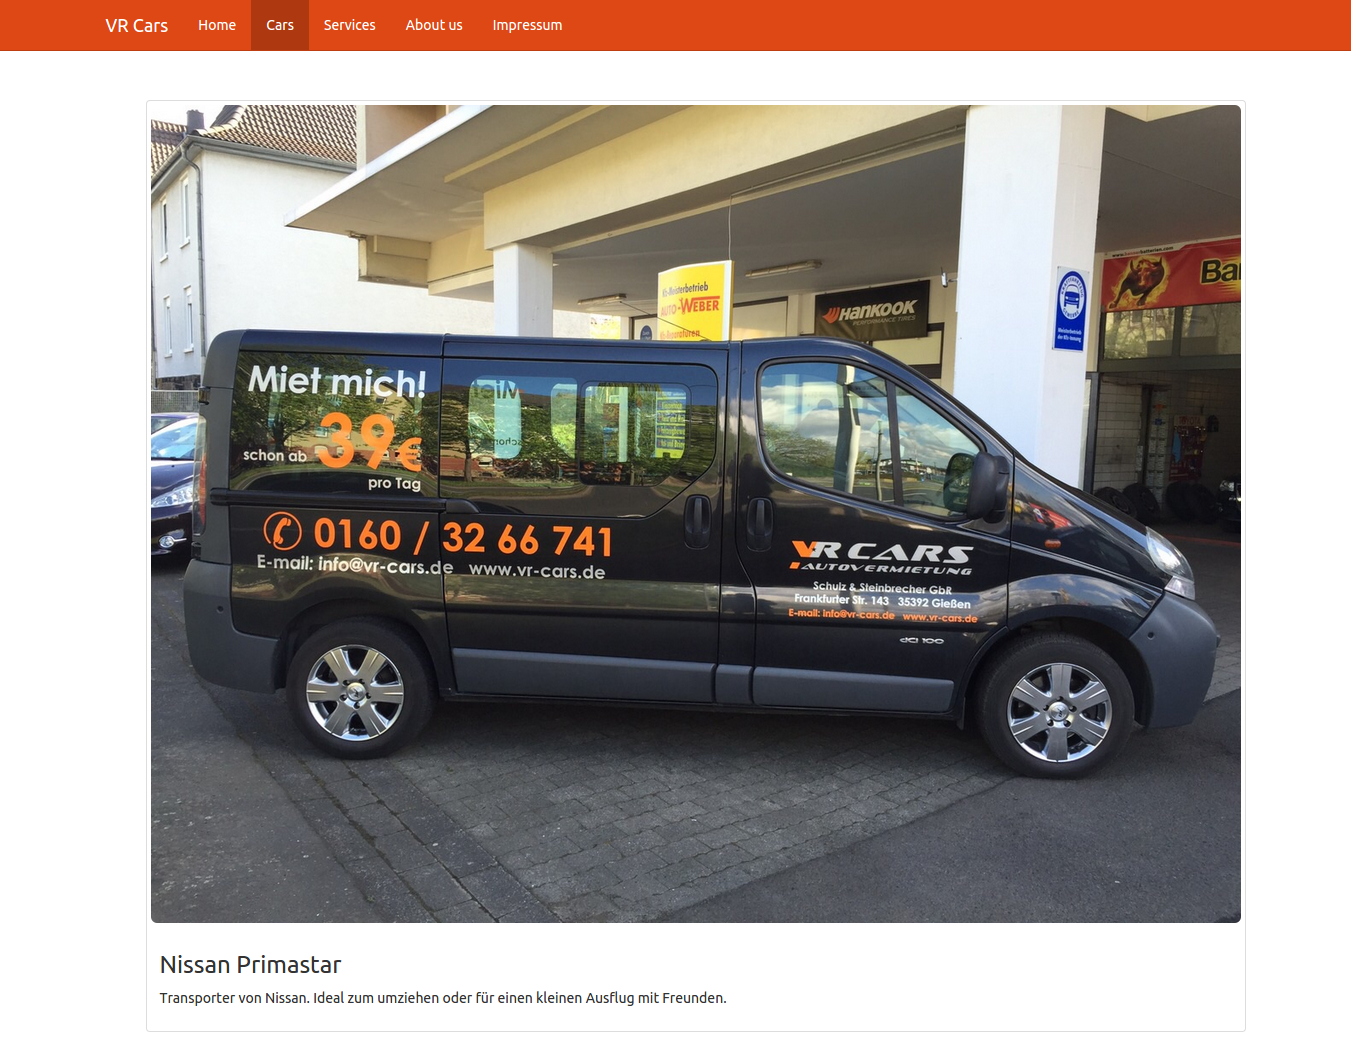 VR Cars Home Cars Services About us Impressum
Kfz-Meisterbetrieb
AUTO-WEBER
HANKOOK
PERFORMANCE TIRES
Miet mich!
schon ab 39€
pro Tag
0160 / 32 66 741
E-mail: info@vr-cars.de www.vr-cars.de
VR CARS
AUTOVERMIETUNG
Schulz & Steinbrecher GbR
Frankfurter Str. 143 35392 Gießen
E-mail: info@vr-cars.de www.vr-cars.de
dCi 100
Nissan Primastar
Transporter von Nissan. Ideal zum umziehen oder für einen kleinen Ausflug mit Freunden.